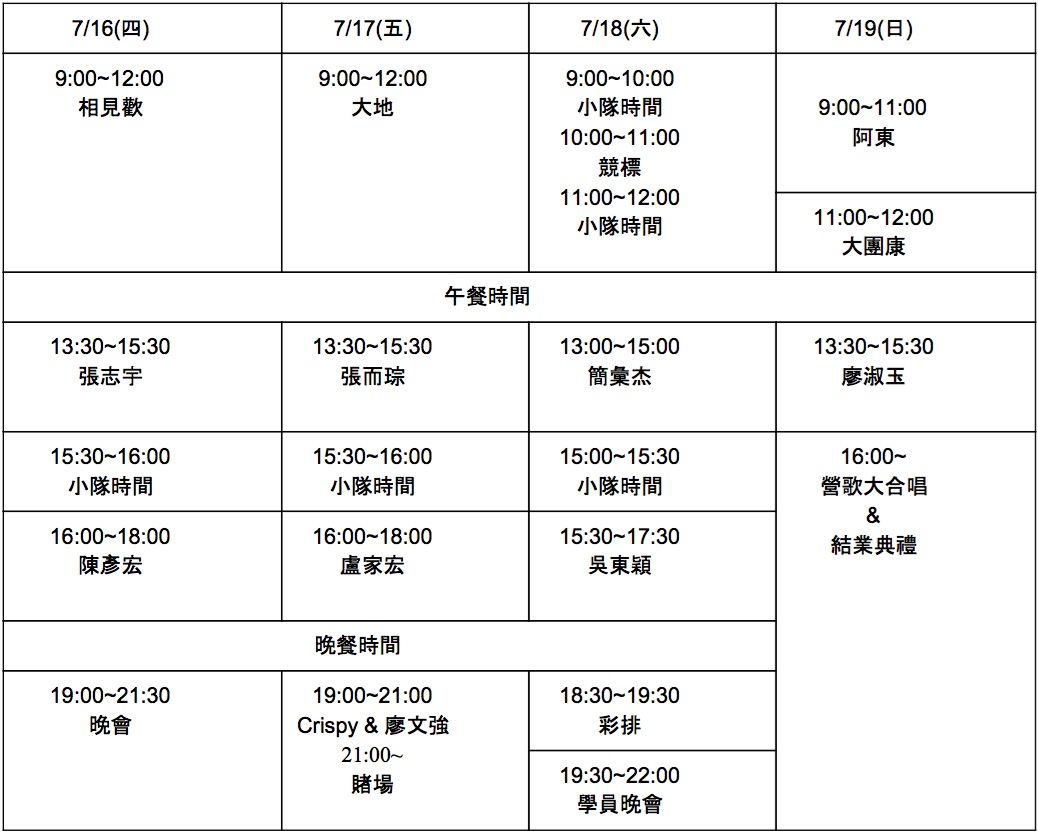 7/16(四)
7/17(五)
7/18(六)
7/19(日)
9:00~12:00
相見歡
9:00~12:00
大地
9:00~10:00
小隊時間
10:00~11:00
競標
11:00~12:00
小隊時間
9:00~11:00
阿東
11:00~12:00
大團康
午餐時間
13:30~15:30
張志宇
13:30~15:30
張而琮
13:00~15:00
簡彙杰
13:30~15:30
廖淑玉
15:30~16:00
小隊時間
15:30~16:00
小隊時間
15:00~15:30
小隊時間
16:00~
營歌大合唱
&
結業典禮
16:00~18:00
陳彥宏
16:00~18:00
盧家宏
15:30~17:30
吳東穎
晚餐時間
19:00~21:30
晚會
19:00~21:00
Crispy & 廖文強
21:00~
賭場
18:30~19:30
彩排
19:30~22:00
學員晚會